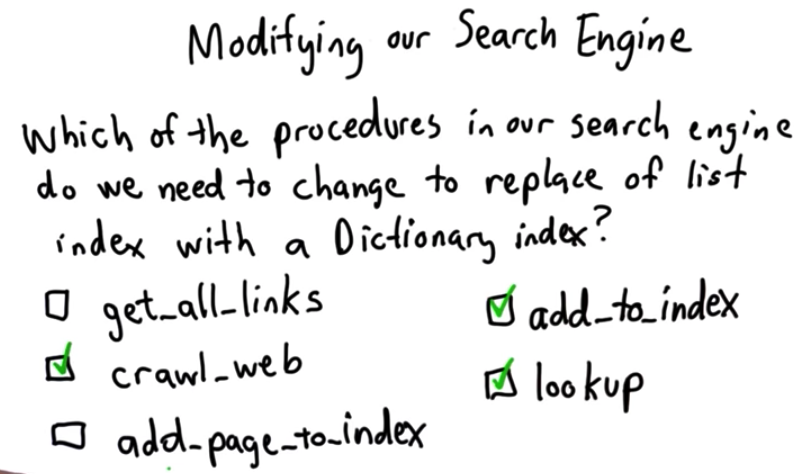 Modifying our Search Engine
Which of the procedures in our search engine
do we need to change to replace of list
index with a Dictionary index?
get_all_links
crawl_web
add_page_to_index
add_to_index
lookup